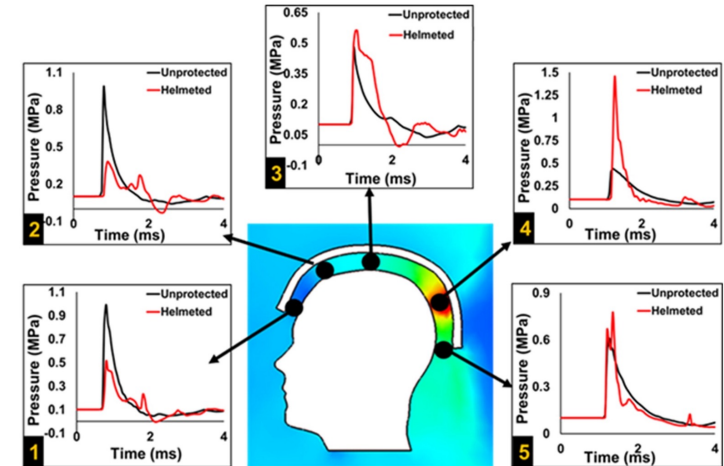 0.65
0.5
0.35
0.2
0.05
-0.1
Pressure (MPa)
Unprotected
Helmeted
0
2
4
Time (ms)
3
1.1
0.8
0.5
0.2
-0.1
Pressure (MPa)
Unprotected
Helmeted
0
2
4
Time (ms)
2
1.5
1.25
1
0.75
0.5
0.25
0
Pressure (MPa)
Unprotected
Helmeted
0
2
4
Time (ms)
4
1.1
0.9
0.7
0.5
0.3
0.1
-0.1
Pressure (MPa)
Unprotected
Helmeted
0
2
4
Time (ms)
1
0.9
0.6
0.3
0
Pressure (MPa)
Unprotected
Helmeted
0
2
4
Time (ms)
5